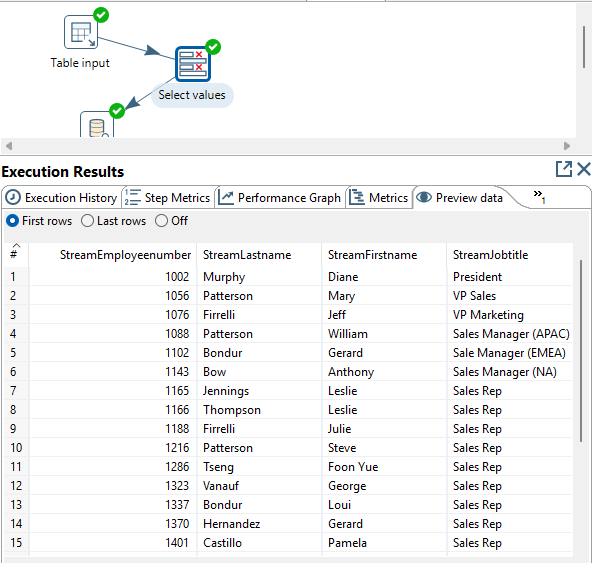 Table input
Select values
Execution Results
Execution History Step Metrics Performance Graph Metrics Preview data » 1
First rows Last rows Off
# StreamEmployeenumber StreamLastname StreamFirstname StreamJobtitle
1 1002 Murphy Diane President
2 1056 Patterson Mary VP Sales
3 1076 Firrelli Jeff VP Marketing
4 1088 Patterson William Sales Manager (APAC)
5 1102 Bondur Gerard Sale Manager (EMEA)
6 1143 Bow Anthony Sales Manager (NA)
7 1165 Jennings Leslie Sales Rep
8 1166 Thompson Leslie Sales Rep
9 1188 Firrelli Julie Sales Rep
10 1216 Patterson Steve Sales Rep
11 1286 Tseng Foon Yue Sales Rep
12 1323 Vanauf George Sales Rep
13 1337 Bondur Loui Sales Rep
14 1370 Hernandez Gerard Sales Rep
15 1401 Castillo Pamela Sales Rep